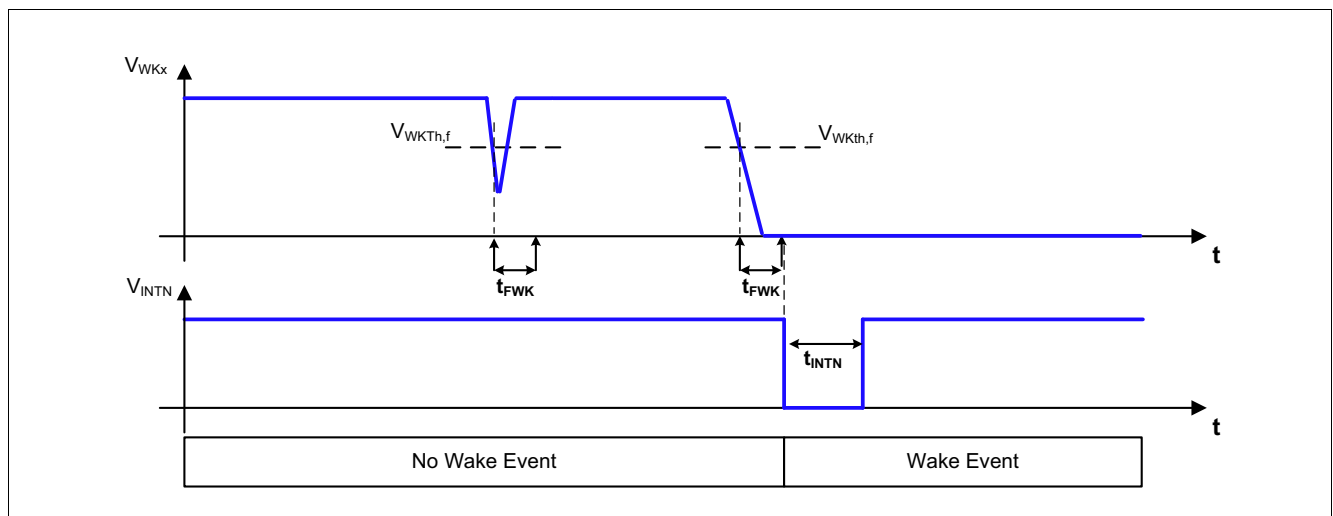 VWKx
VWKTh,f
VWKth,f
t
tFWK
tFWK
VINTN
tINTN
t
No Wake Event
Wake Event